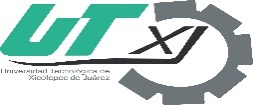 UT XJ
Universidad Tecnológica de
Xicotepec de Juárez